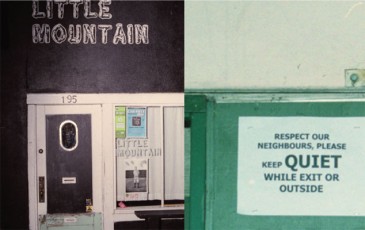 LITTLE
MOUNTAIN
195
LITTLE
MOUNTAIN
RESPECT OUR
NEIGHBOURS, PLEASE
KEEP QUIET
WHILE EXIT OR
OUTSIDE